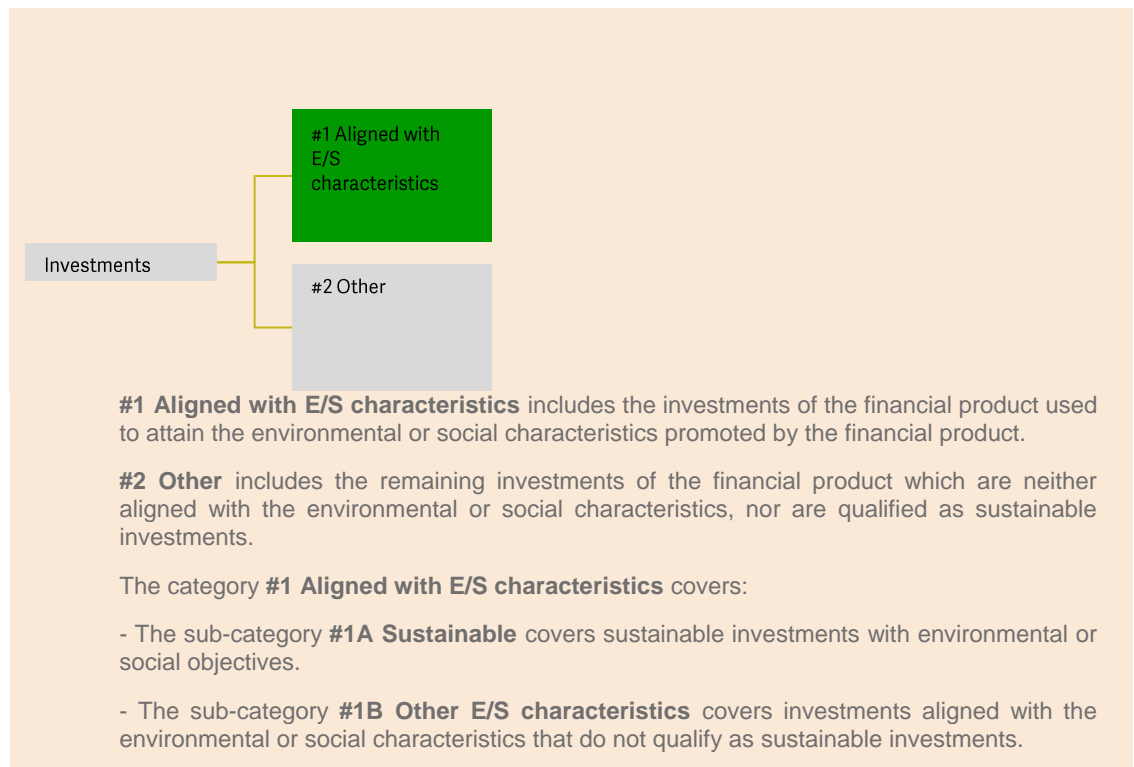 #1 Aligned with
E/S
characteristics
Investments
#2 Other
#1 Aligned with E/S characteristics includes the investments of the financial product used
to attain the environmental or social characteristics promoted by the financial product.
#2 Other includes the remaining investments of the financial product which are neither
aligned with the environmental or social characteristics, nor are qualified as sustainable
investments.
The category #1 Aligned with E/S characteristics covers:
- The sub-category #1A Sustainable covers sustainable investments with environmental or
social objectives.
- The sub-category #1B Other E/S characteristics covers investments aligned with the
environmental or social characteristics that do not qualify as sustainable investments.